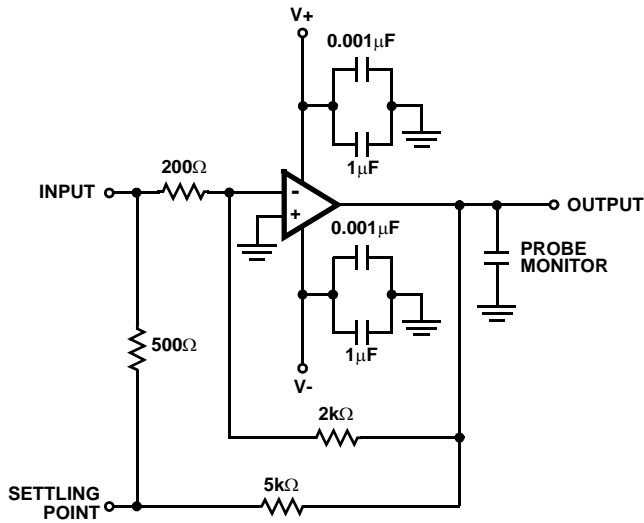 V+
0.001μF
1μF
200Ω
INPUT
-
+
OUTPUT
0.001μF
PROBE
MONITOR
500Ω
1μF
V-
2kΩ
5kΩ
SETTLING
POINT